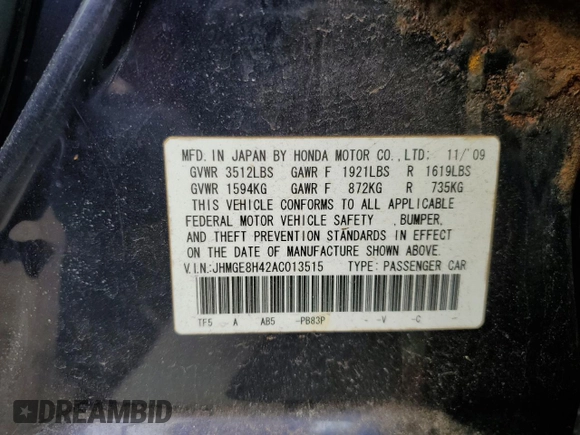 MFD. IN JAPAN BY HONDA MOTOR CO.,LTD: 11/'09
GVWR 3512LBS GAWR F 1921LBS R 1619LBS
GVWR 1594KG GAWR F 872KG R 735KG
THIS VEHICLE CONFORMS TO ALL APPLICABLE
FEDERAL MOTOR VEHICLE SAFETY , BUMPER,
AND THEFT PREVENTION STANDARDS IN EFFECT
ON THE DATE OF MANUFACTURE SHOWN ABOVE.
V.I.N.:JHMGE8H42AC013515 TYPE: PASSENGER CAR
TF5 A AB5 -PB83P - -V -C -
DREAMBID